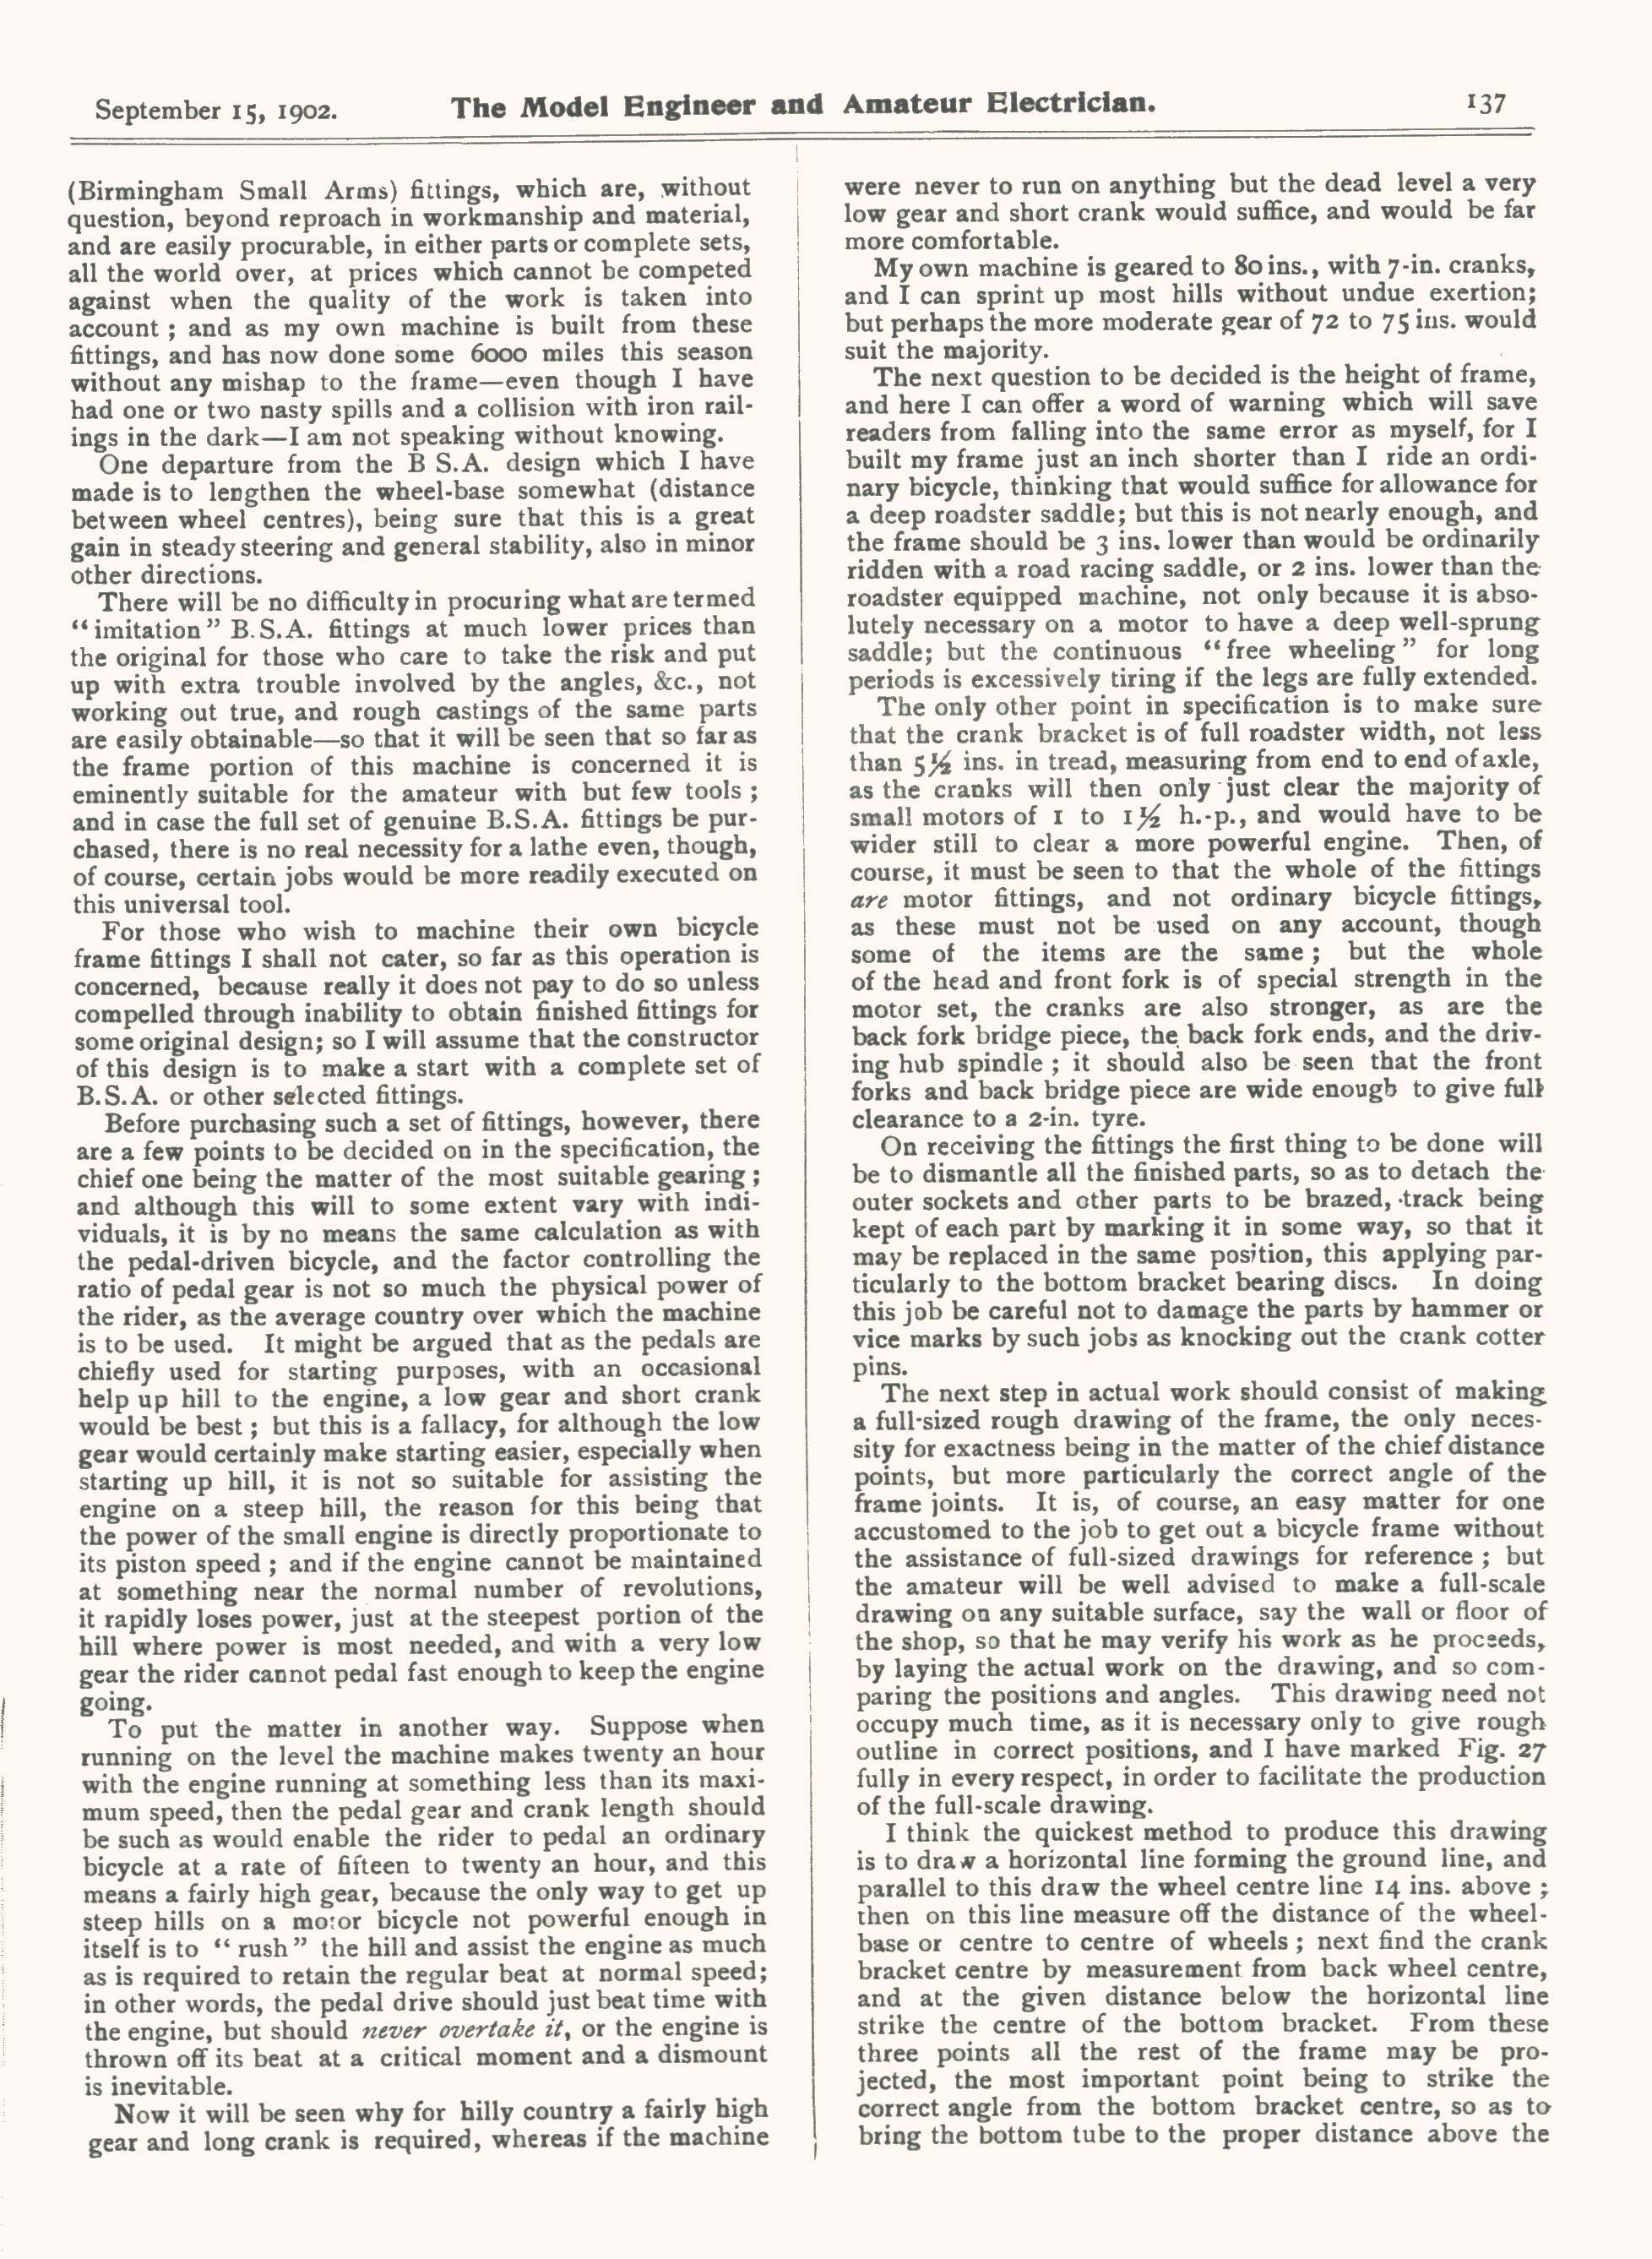 September 15, 1902.
The Model Engineer and Amateur Electrician.
137
(Birmingham Small Arms) fittings, which are, without
question, beyond reproach in workmanship and material,
and are easily procurable, in either parts or complete sets,
all the world over, at prices which cannot be competed
against when the quality of the work is taken into
account ; and as my own machine is built from these
fittings, and has now done some 6000 miles this season
without any mishap to the frame—even though I have
had one or two nasty spills and a collision with iron rail-
ings in the dark—I am not speaking without knowing.
One departure from the B S.A. design which I have
made is to lengthen the wheel-base somewhat (distance
between wheel centres), being sure that this is a great
gain in steady steering and general stability, also in minor
other directions.
There will be no difficulty in procuring what are termed
“imitation” B.S.A. fittings at much lower prices than
the original for those who care to take the risk and put
up with extra trouble involved by the angles, &c., not
working out true, and rough castings of the same parts
are easily obtainable—so that it will be seen that so far as
the frame portion of this machine is concerned it is
eminently suitable for the amateur with but few tools ;
and in case the full set of genuine B.S.A. fittings be pur-
chased, there is no real necessity for a lathe even, though,
of course, certain jobs would be more readily executed on
this universal tool.
For those who wish to machine their own bicycle
frame fittings I shall not cater, so far as this operation is
concerned, because really it does not pay to do so unless
compelled through inability to obtain finished fittings for
some original design; so I will assume that the constructor
of this design is to make a start with a complete set of
B.S.A. or other selected fittings.
Before purchasing such a set of fittings, however, there
are a few points to be decided on in the specification, the
chief one being the matter of the most suitable gearing ;
and although this will to some extent vary with indi-
viduals, it is by no means the same calculation as with
the pedal-driven bicycle, and the factor controlling the
ratio of pedal gear is not so much the physical power of
the rider, as the average country over which the machine
is to be used. It might be argued that as the pedals are
chiefly used for starting purposes, with an occasional
help up hill to the engine, a low gear and short crank
would be best ; but this is a fallacy, for although the low
gear would certainly make starting easier, especially when
starting up hill, it is not so suitable for assisting the
engine on a steep hill, the reason for this being that
the power of the small engine is directly proportionate to
its piston speed ; and if the engine cannot be maintained
at something near the normal number of revolutions,
it rapidly loses power, just at the steepest portion of the
hill where power is most needed, and with a very low
gear the rider cannot pedal fast enough to keep the engine
going.
To put the matter in another way. Suppose when
running on the level the machine makes twenty an hour
with the engine running at something less than its maxi-
mum speed, then the pedal gear and crank length should
be such as would enable the rider to pedal an ordinary
bicycle at a rate of fifteen to twenty an hour, and this
means a fairly high gear, because the only way to get up
steep hills on a motor bicycle not powerful enough in
itself is to “rush” the hill and assist the engine as much
as is required to retain the regular beat at normal speed;
in other words, the pedal drive should just beat time with
the engine, but should never overtake it, or the engine is
thrown off its beat at a critical moment and a dismount
is inevitable.
Now it will be seen why for hilly country a fairly high
gear and long crank is required, whereas if the machine
were never to run on anything but the dead level a very
low gear and short crank would suffice, and would be far
more comfortable.
My own machine is geared to 80 ins., with 7-in. cranks,
and I can sprint up most hills without undue exertion;
but perhaps the more moderate gear of 72 to 75 ins. would
suit the majority.
The next question to be decided is the height of frame,
and here I can offer a word of warning which will save
readers from falling into the same error as myself, for I
built my frame just an inch shorter than I ride an ordi-
nary bicycle, thinking that would suffice for allowance for
a deep roadster saddle; but this is not nearly enough, and
the frame should be 3 ins. lower than would be ordinarily
ridden with a road racing saddle, or 2 ins. lower than the
roadster equipped machine, not only because it is abso-
lutely necessary on a motor to have a deep well-sprung
saddle; but the continuous “free wheeling” for long
periods is excessively tiring if the legs are fully extended.
The only other point in specification is to make sure
that the crank bracket is of full roadster width, not less
than 5½ ins. in tread, measuring from end to end of axle,
as the cranks will then only just clear the majority of
small motors of 1 to 1½ h.-p., and would have to be
wider still to clear a more powerful engine. Then, of
course, it must be seen to that the whole of the fittings
are motor fittings, and not ordinary bicycle fittings,
as these must not be used on any account, though
some of the items are the same ; but the whole
of the head and front fork is of special strength in the
motor set, the cranks are also stronger, as are the
back fork bridge piece, the back fork ends, and the driv-
ing hub spindle ; it should also be seen that the front
forks and back bridge piece are wide enough to give full
clearance to a 2-in. tyre.
On receiving the fittings the first thing to be done will
be to dismantle all the finished parts, so as to detach the
outer sockets and other parts to be brazed, track being
kept of each part by marking it in some way, so that it
may be replaced in the same position, this applying par-
ticularly to the bottom bracket bearing discs. In doing
this job be careful not to damage the parts by hammer or
vice marks by such jobs as knocking out the crank cotter
pins.
The next step in actual work should consist of making
a full-sized rough drawing of the frame, the only neces-
sity for exactness being in the matter of the chief distance
points, but more particularly the correct angle of the
frame joints. It is, of course, an easy matter for one
accustomed to the job to get out a bicycle frame without
the assistance of full-sized drawings for reference ; but
the amateur will be well advised to make a full-scale
drawing on any suitable surface, say the wall or floor of
the shop, so that he may verify his work as he proceeds,
by laying the actual work on the drawing, and so com-
paring the positions and angles. This drawing need not
occupy much time, as it is necessary only to give rough
outline in correct positions, and I have marked Fig. 27
fully in every respect, in order to facilitate the production
of the full-scale drawing.
I think the quickest method to produce this drawing
is to draw a horizontal line forming the ground line, and
parallel to this draw the wheel centre line 14 ins. above ;
then on this line measure off the distance of the wheel-
base or centre to centre of wheels ; next find the crank
bracket centre by measurement from back wheel centre,
and at the given distance below the horizontal line
strike the centre of the bottom bracket. From these
three points all the rest of the frame may be pro-
jected, the most important point being to strike the
correct angle from the bottom bracket centre, so as to
bring the bottom tube to the proper distance above the